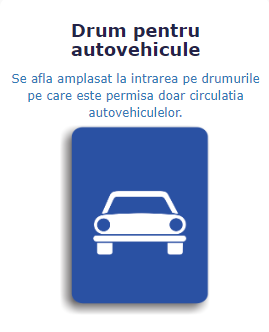 Drum pentru
autovehicule
Se afla amplasat la intrarea pe drumurile
pe care este permisa doar circulatia
autovehiculelor.